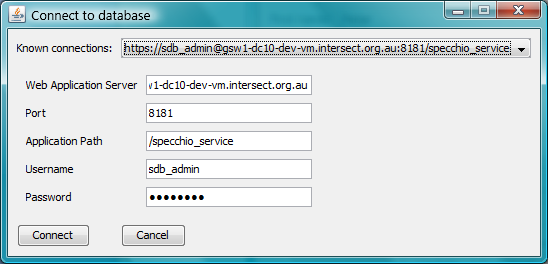 Connect to database
Known connections: https://sdb_admin@gsw1-dc10-dev-vm.intersect.org.au:8181/specchio_service
Web Application Server v1-dc10-dev-vm.intersect.org.au
Port 8181
Application Path /specchio_service
Username sdb_admin
Password ●●●●●●●●
Connect Cancel